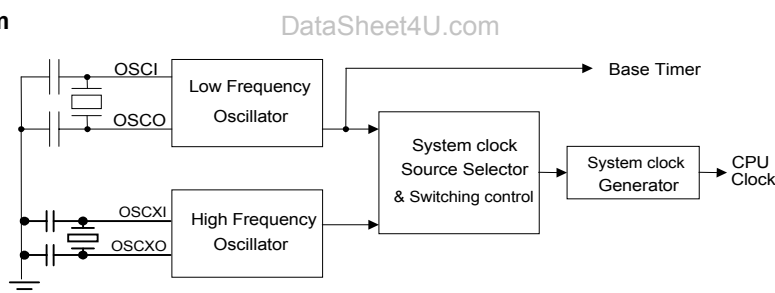 m
DataSheet4U.com
OSCI
OSCO
Low Frequency
Oscillator
Base Timer
System clock
Source Selector
& Switching control
System clock
Generator
CPU
Clock
OSCXI
OSCXO
High Frequency
Oscillator